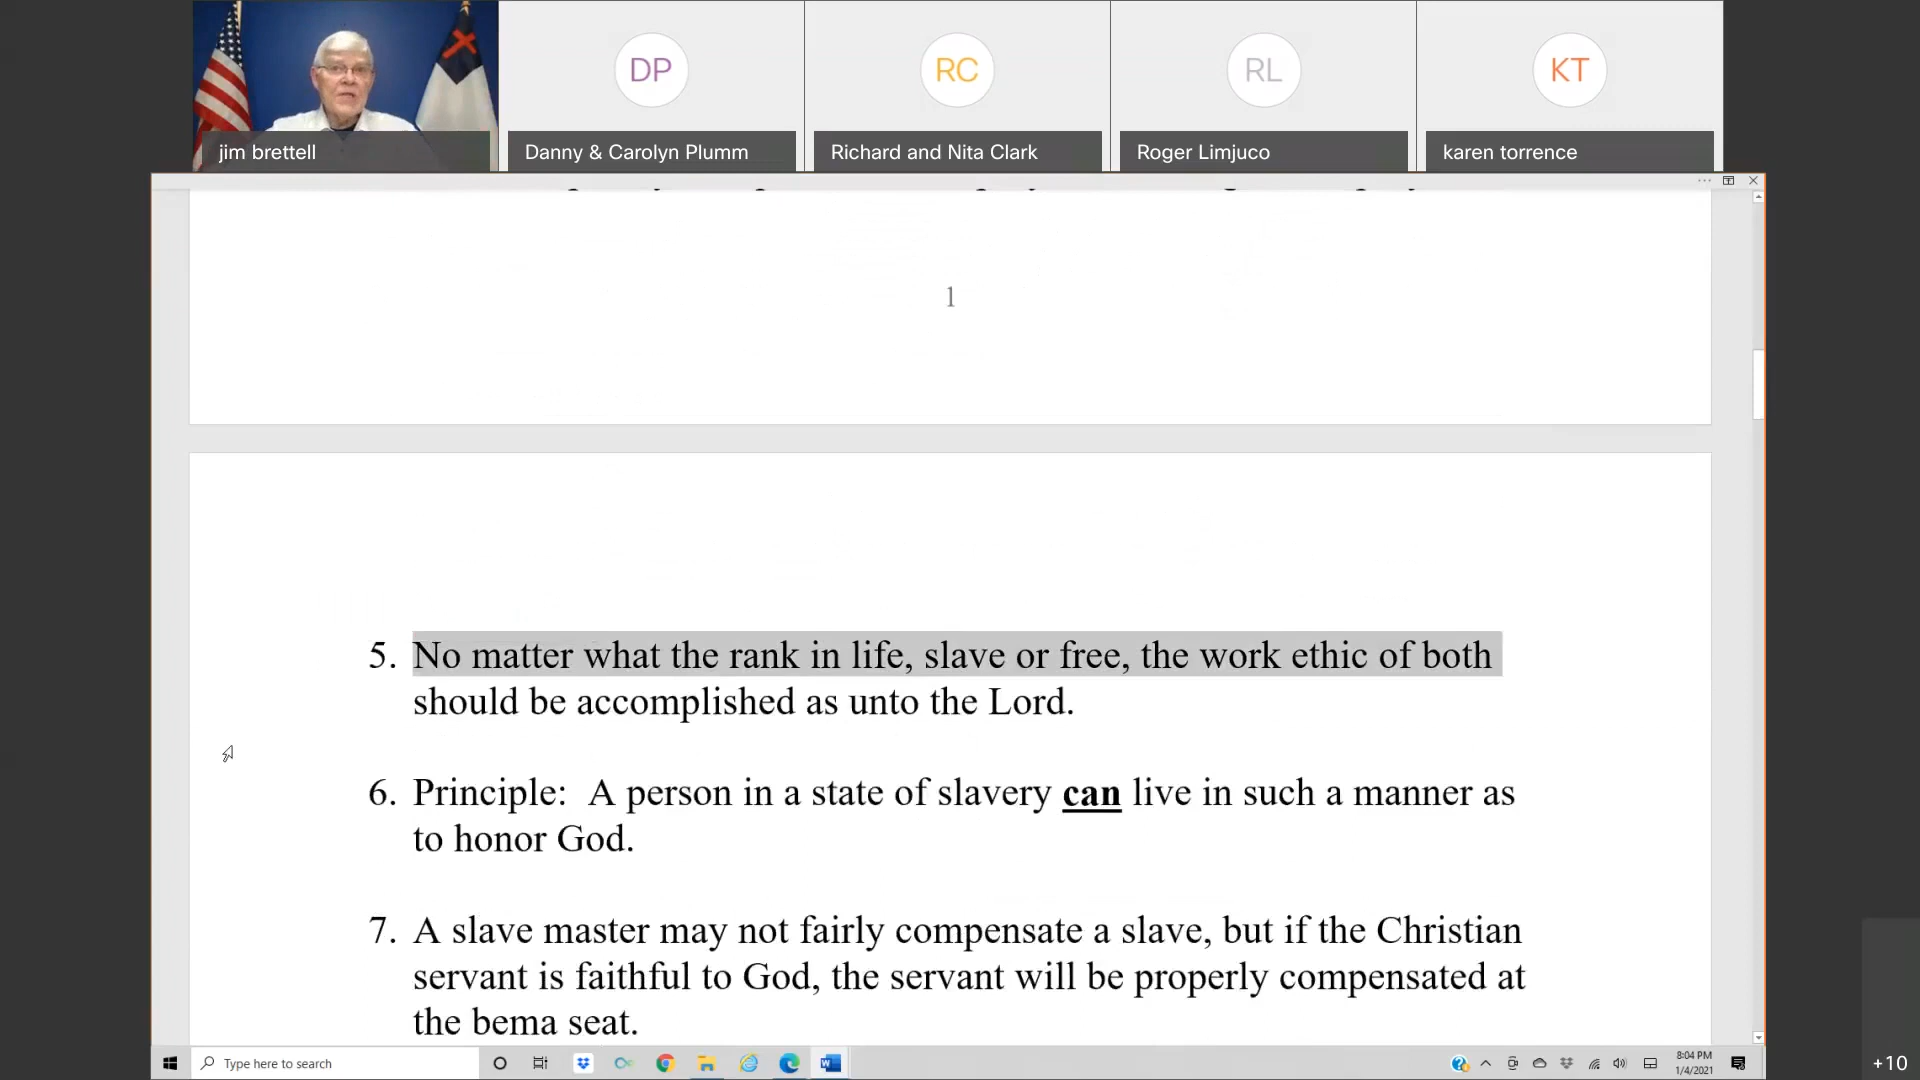 DP
RC
RL
KT
jim brettell
Danny & Carolyn Plumm
Richard and Nita Clark
Roger Limjuco
karen torrence
1
5. No matter what the rank in life, slave or free, the work ethic of both
should be accomplished as unto the Lord.
6. Principle: A person in a state of slavery can live in such a manner as
to honor God.
7. A slave master may not fairly compensate a slave, but if the Christian
servant is faithful to God, the servant will be properly compensated at
the bema seat.
Type here to search
8:04 PM
1/4/2021
+10